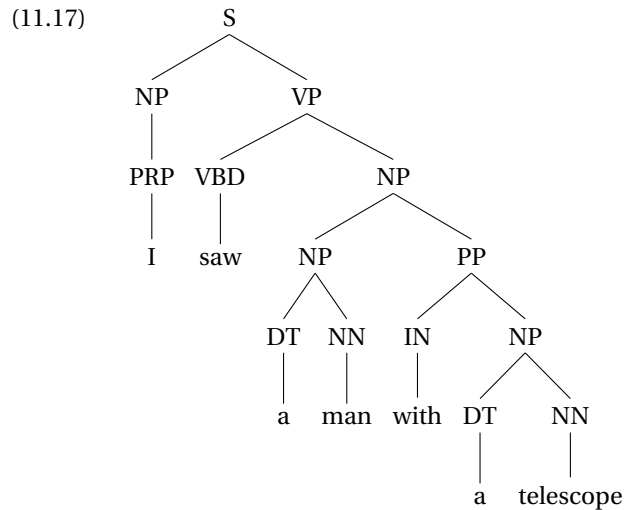 (11.17) S
NP VP
PRP VBD NP
I saw NP PP
DT NN IN NP
a man with DT NN
a telescope